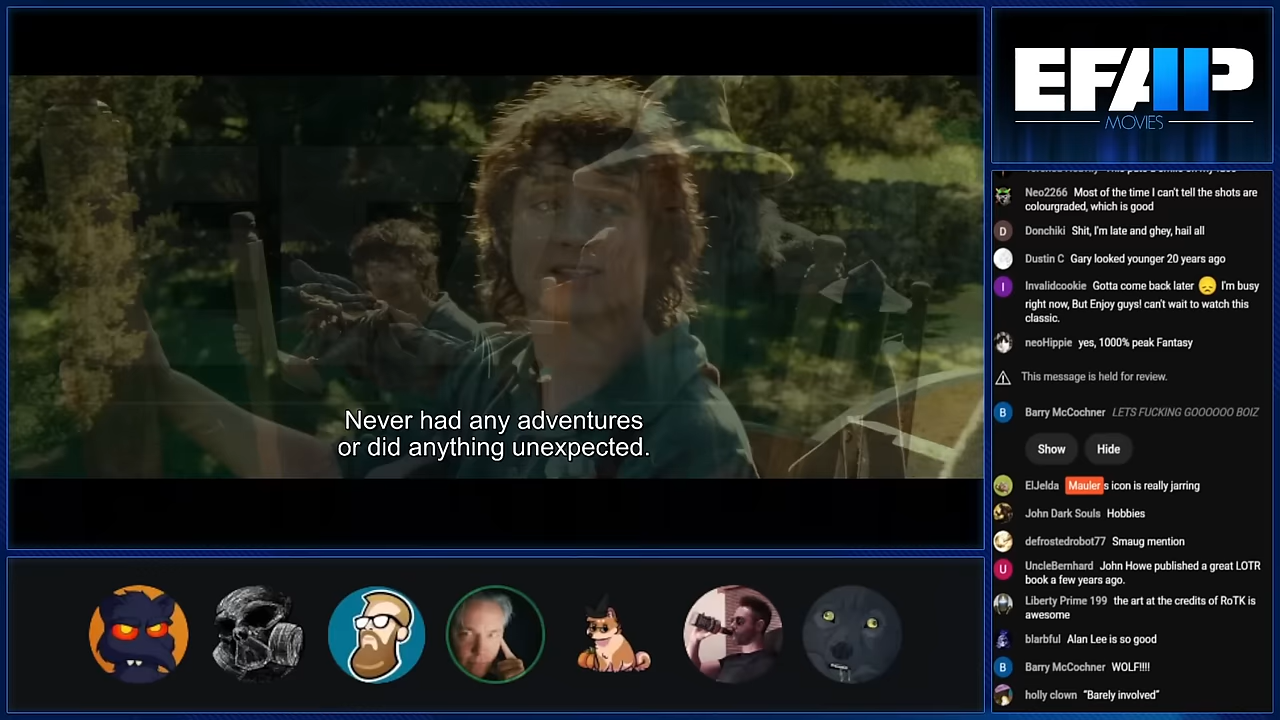 Never had any adventures
or did anything unexpected.
EFAP
MOVIES
Neo2266 Most of the time I can't tell the shots are
colourgraded, which is good
D
Donchiki Shit, I'm late and ghey, hail all
Dustin C Gary looked younger 20 years ago
I
Invalidcookie Gotta come back later 😞 I'm busy
right now, But Enjoy guys! can't wait to watch this
classic.
neoHippie yes, 1000% peak Fantasy
This message is held for review.
B
Barry McCochner LETS FUCKING GOOOOOO BOIZ
Show Hide
ElJelda Mauler s icon is really jarring
John Dark Souls Hobbies
defrostedrobot77 Smaug mention
U
UncleBernhard John Howe published a great LOTR
book a few years ago.
Liberty Prime 199 the art at the credits of RoTK is
awesome
blarbful Alan Lee is so good
B
Barry McCochner WOLF!!!!
holly clown “Barely involved”